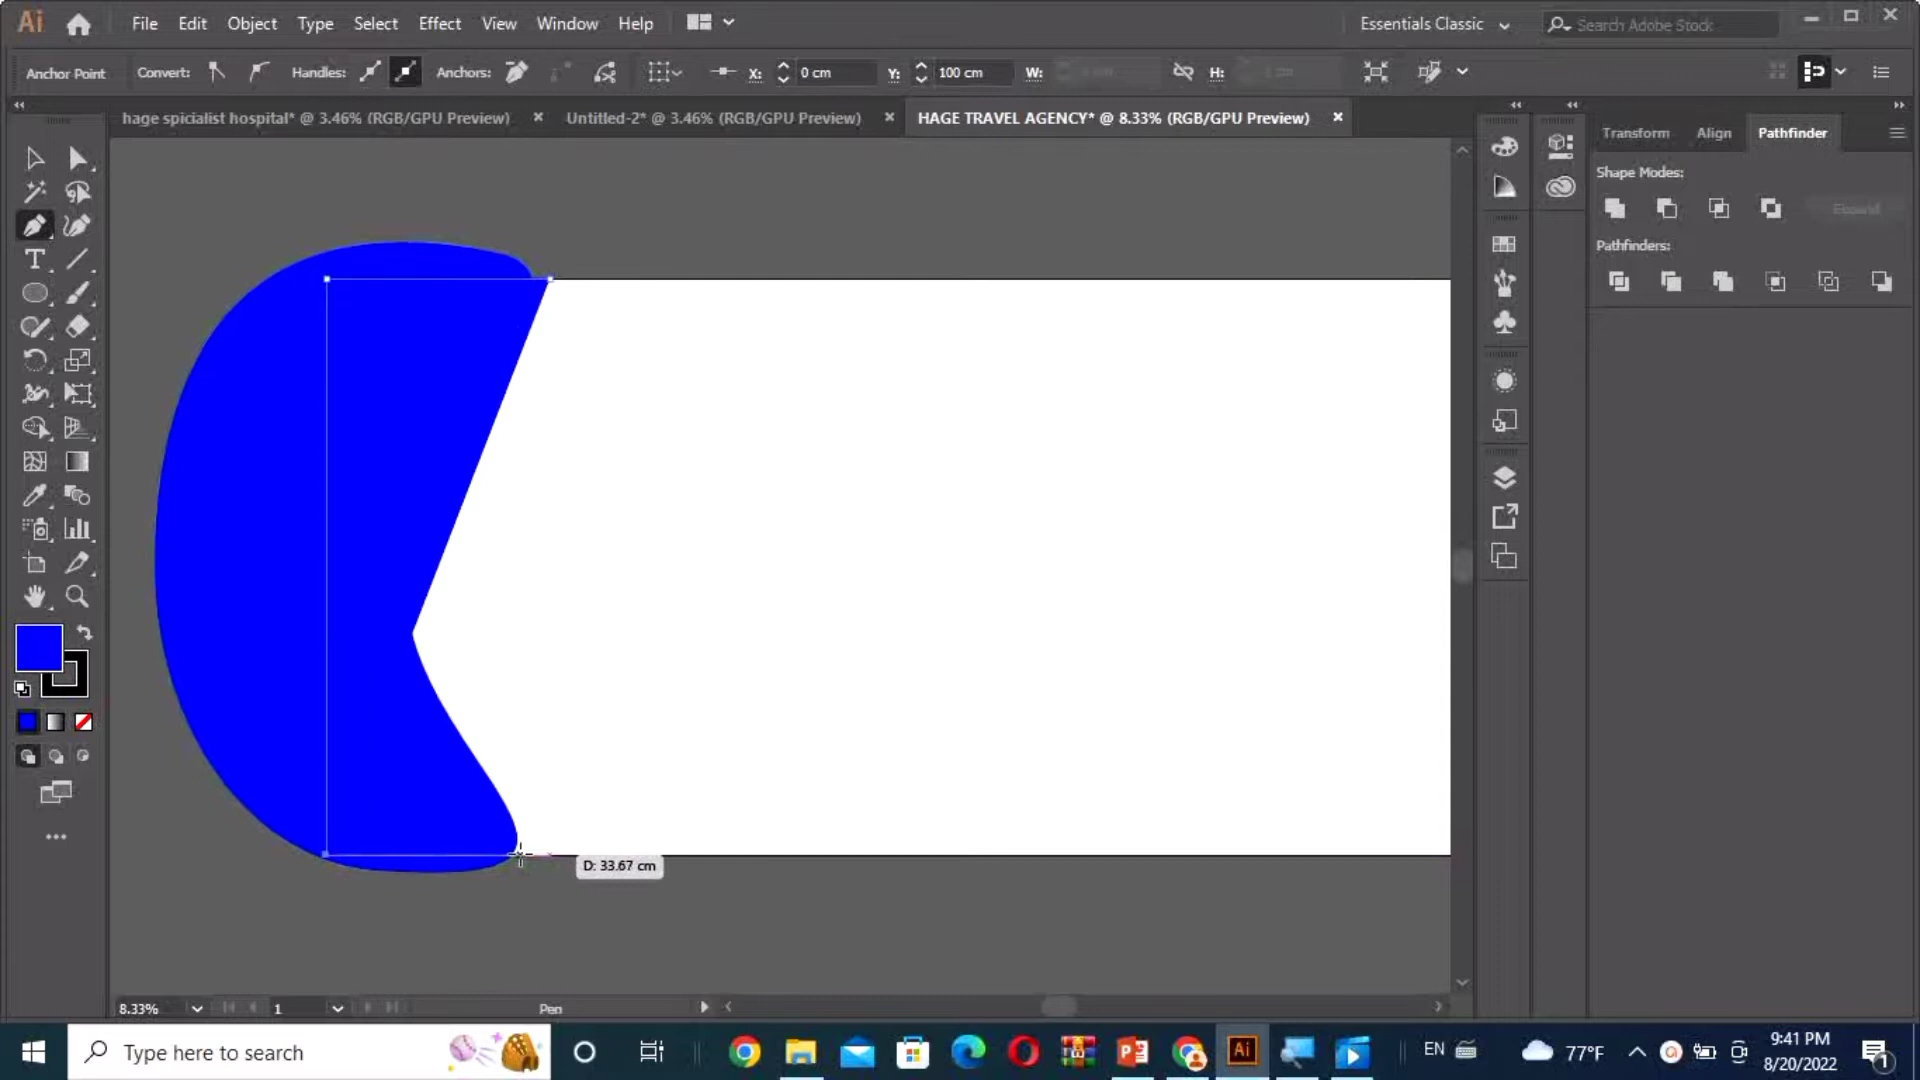 Ai File Edit Object Type Select Effect View Window Help Essentials Classic Search Adobe Stock
Anchor Point Convert: Handles: Anchors: X: 0 cm Y: 100 cm W: H:
hage spicialist hospital* @ 3.46% (RGB/GPU Preview) × Untitled-2* @ 3.46% (RGB/GPU Preview) × HAGE TRAVEL AGENCY* @ 8.33% (RGB/GPU Preview) ×
Transform Align Pathfinder
Shape Modes:
Expand
Pathfinders:
D: 33.67 cm
8.33% 1 Pen
Type here to search
Ai
EN
77°F
9:41 PM
8/20/2022
1